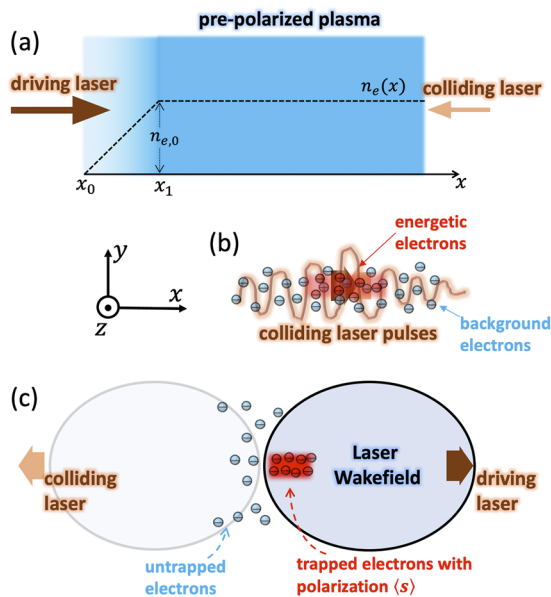 pre-polarized plasma
(a)
driving laser
colliding laser
n_e(x)
n_{e,0}
x_0
x_1
x
(b)
energetic
electrons
y
x
z
colliding laser pulses
background
electrons
(c)
Laser
Wakefield
colliding
laser
driving
laser
untrapped
electrons
trapped electrons with
polarization ⟨s⟩